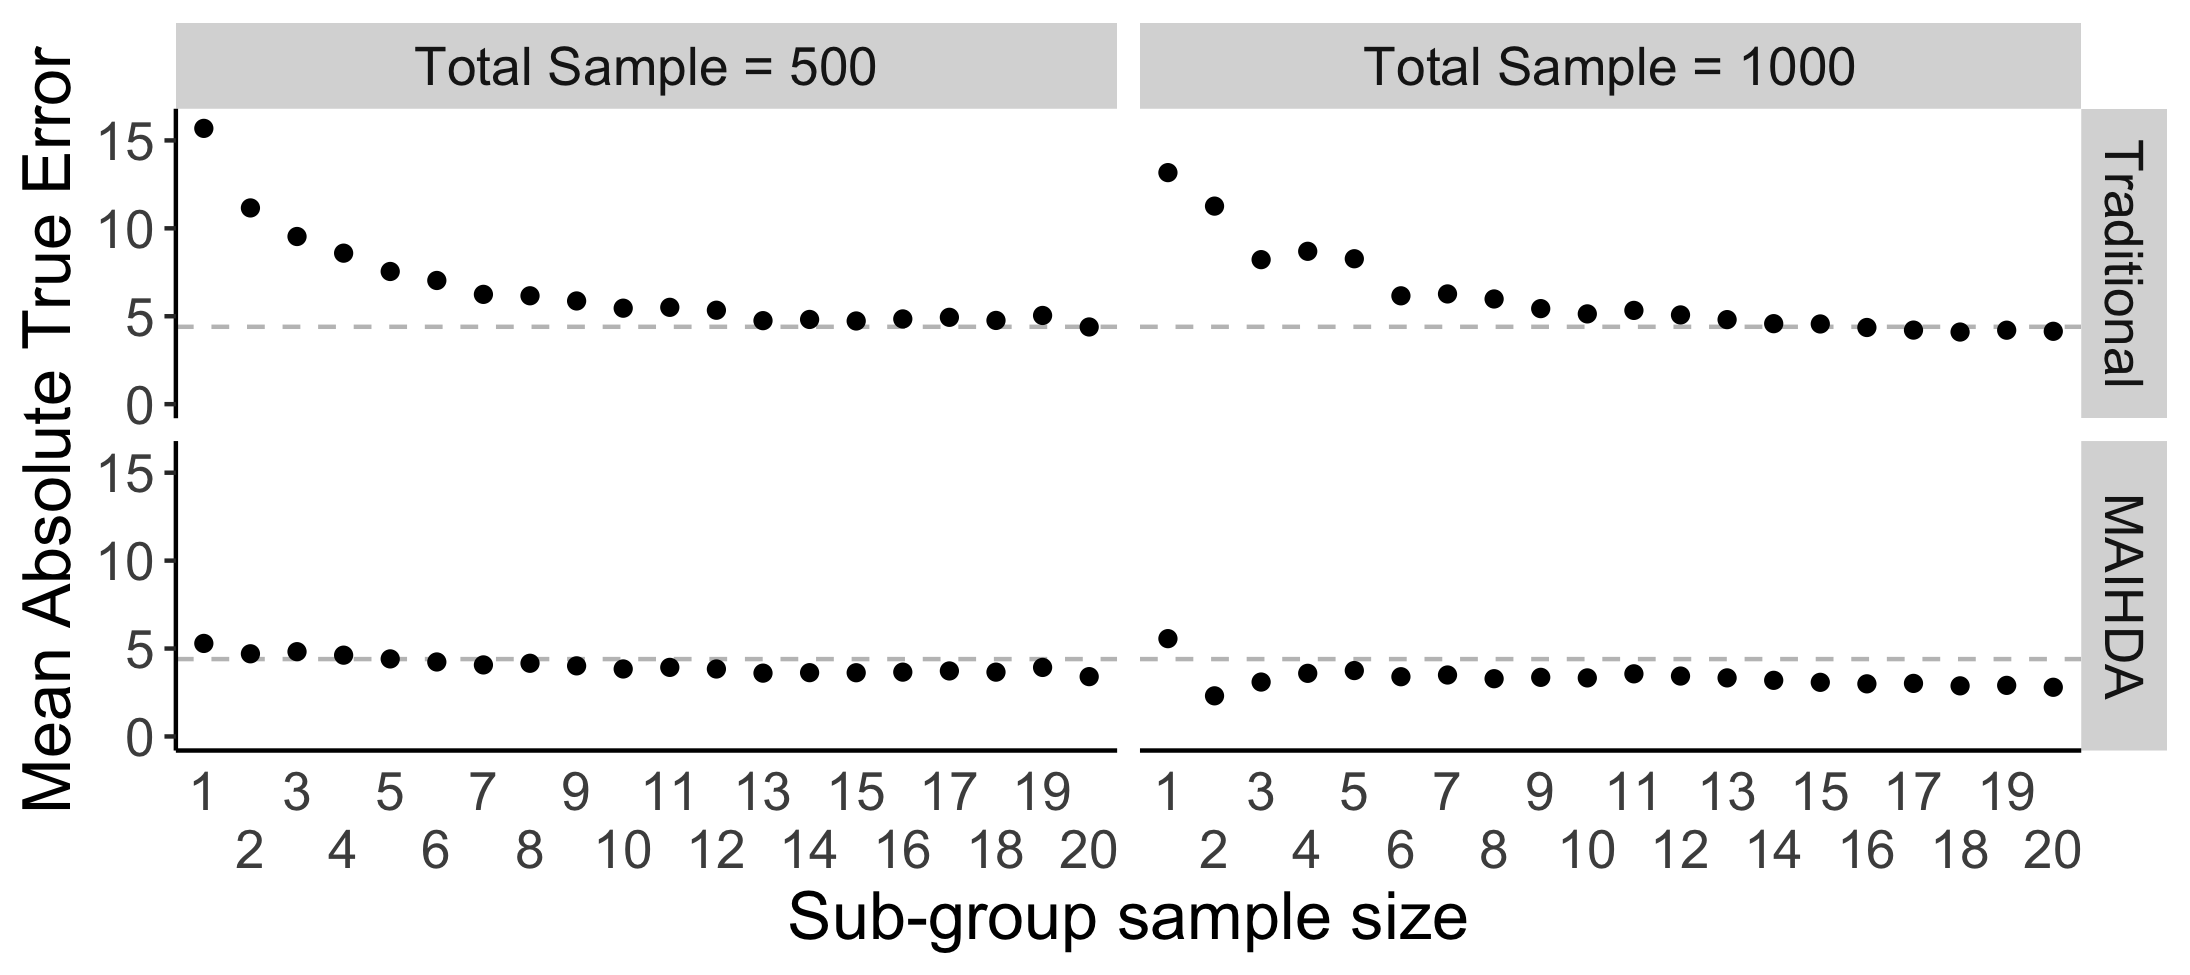 Total Sample = 500
Total Sample = 1000
Mean Absolute True Error
15
10
5
0
Traditional
15
10
5
0
MAIHDA
1 3 5 7 9 11 13 15 17 19
2 4 6 8 10 12 14 16 18 20
1 3 5 7 9 11 13 15 17 19
2 4 6 8 10 12 14 16 18 20
Sub-group sample size